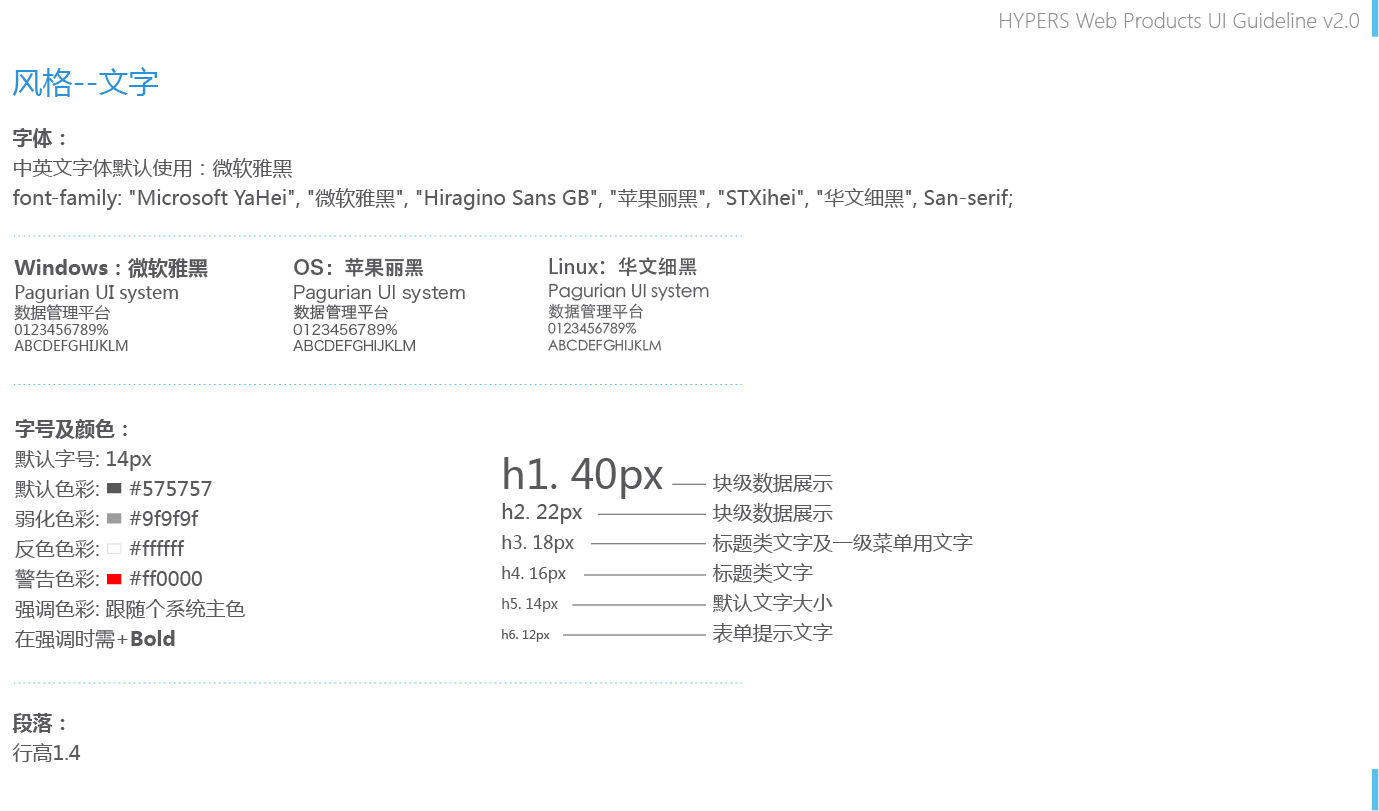 HYPERS Web Products UI Guideline v2.0
风格--文字
字体：
中英文字体默认使用：微软雅黑
font-family: "Microsoft YaHei", "微软雅黑", "Hiragino Sans GB", "苹果丽黑", "STXihei", "华文细黑", San-serif;
Windows：微软雅黑
Pagurian UI system
数据管理平台
0123456789%
ABCDEFGHIJKLM
OS：苹果丽黑
Pagurian UI system
数据管理平台
0123456789%
ABCDEFGHIJKLM
Linux：华文细黑
Pagurian UI system
数据管理平台
0123456789%
ABCDEFGHIJKLM
字号及颜色：
默认字号: 14px
默认色彩: #575757
弱化色彩: #9f9f9f
反色色彩: #ffffff
警告色彩: #ff0000
强调色彩: 跟随个系统主色
在强调时需+Bold
h1. 40px 块级数据展示
h2. 22px 块级数据展示
h3. 18px 标题类文字及一级菜单用文字
h4. 16px 标题类文字
h5. 14px 默认文字大小
h6. 12px 表单提示文字
段落：
行高1.4